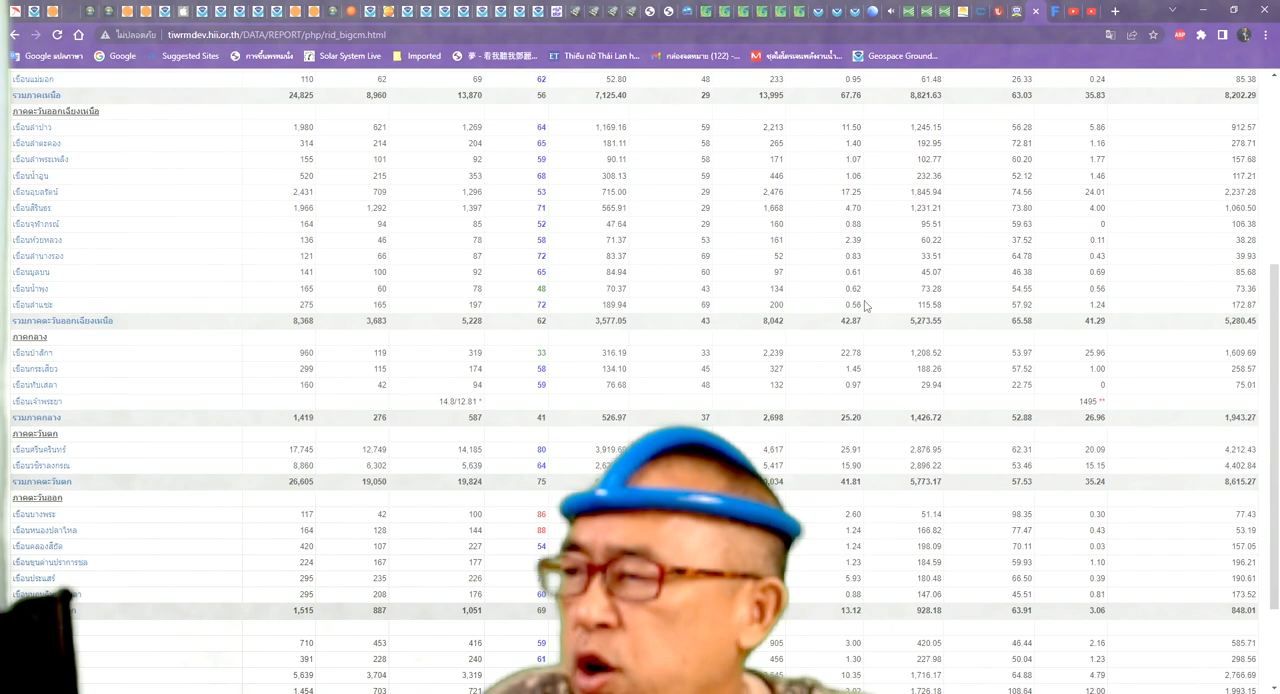 ไม่ปลอดภัย tiwrmdev.hii.or.th/DATA/REPORT/php/rid_bigcm.html
Google แปลภาษา Google Suggested Sites การขึ้นพรหมนิ่ง Solar System Live Imported 夢 - 看我聽我鄧麗... Thiếu nữ Thái Lan h... กล่องจดหมาย (122) -... Geospace Ground...
เขื่อนแม่มอก 110 62 69 62 52.80 48 233 0.95 61.48 26.33 0.24 85.38
รวมภาคเหนือ 24,825 8,960 13,870 56 7,125.40 29 13,995 67.76 8,821.63 63.03 35.83 8,202.29
ภาคตะวันออกเฉียงเหนือ
เขื่อนลำปาว 1,980 621 1,269 64 1,169.16 59 2,213 11.50 1,245.15 56.28 5.86 912.57
เขื่อนลำตะคอง 314 214 204 65 181.11 58 265 1.40 192.95 72.81 1.16 278.71
เขื่อนลำพระเพลิง 155 101 92 59 90.11 58 171 1.07 102.77 60.20 1.77 157.68
เขื่อนน้ำอูน 520 215 353 68 308.13 59 446 1.06 232.36 52.12 1.46 117.21
เขื่อนอุบลรัตน์ 2,431 709 1,296 53 715.00 29 2,476 17.25 1,845.94 74.56 24.01 2,237.28
เขื่อนสิรินธร 1,966 1,292 1,397 71 565.91 29 1,668 4.70 1,231.21 73.80 4.00 1,060.50
เขื่อนจุฬาภรณ์ 164 94 85 52 47.64 29 160 0.88 95.51 59.63 0 106.38
เขื่อนห้วยหลวง 136 46 78 58 71.37 53 161 2.39 60.22 37.52 0.11 38.28
เขื่อนลำนางรอง 121 66 87 72 83.37 69 52 0.83 33.51 64.78 0.43 39.93
เขื่อนมูลบน 141 100 92 65 84.94 60 97 0.61 45.07 46.38 0.69 85.68
เขื่อนน้ำพุง 165 60 78 48 70.37 43 134 0.62 73.28 54.55 0.56 73.36
เขื่อนลำแชะ 275 165 197 72 189.94 69 200 0.56 115.58 57.92 1.24 172.87
รวมภาคตะวันออกเฉียงเหนือ 8,368 3,683 5,228 62 3,577.05 43 8,042 42.87 5,273.55 65.58 41.29 5,280.45
ภาคกลาง
เขื่อนป่าสักฯ 960 119 319 33 316.19 33 2,239 22.78 1,208.52 53.97 25.96 1,609.69
เขื่อนกระเสียว 299 115 174 58 134.10 45 327 1.45 188.26 57.52 1.00 258.57
เขื่อนทับเสลา 160 42 94 59 76.68 48 132 0.97 29.94 22.75 0 75.01
เขื่อนเจ้าพระยา 14.8/12.81 * 1495 **
รวมภาคกลาง 1,419 276 587 41 526.97 37 2,698 25.20 1,426.72 52.88 26.96 1,943.27
ภาคตะวันตก
เขื่อนศรีนครินทร์ 17,745 12,749 14,185 80 4,617 25.91 2,876.95 62.31 20.09 4,212.43
เขื่อนวชิราลงกรณ 8,860 6,302 5,639 64 5,417 15.90 2,896.22 53.46 15.15 4,402.84
รวมภาคตะวันตก 26,605 19,050 19,824 75 41.81 5,773.17 57.53 35.24 8,615.27
ภาคตะวันออก
เขื่อนบางพระ 117 42 100 86 2.60 51.14 98.35 0.30 77.43
เขื่อนหนองปลาไหล 164 128 144 88 1.24 166.82 77.47 0.43 53.19
เขื่อนคลองสียัด 420 107 227 54 1.24 198.09 70.11 0.03 157.05
เขื่อนขุนด่านปราการชล 224 167 177 1.23 184.59 59.93 1.10 196.21
เขื่อนประแสร์ 295 235 226 5.93 180.48 66.50 0.39 190.61
295 208 176 60 0.88 147.06 45.51 0.81 173.52
1,515 887 1,051 69 13.12 928.18 63.91 3.06 848.01
710 453 416 59 905 3.00 420.05 46.44 2.16 585.71
391 228 240 61 456 1.30 227.98 50.04 1.23 298.56
5,639 3,704 3,319 10.35 1,716.17 64.88 4.79 2,766.69
1,454 703 721 1,726.18 108.64 12.00 1,993.15